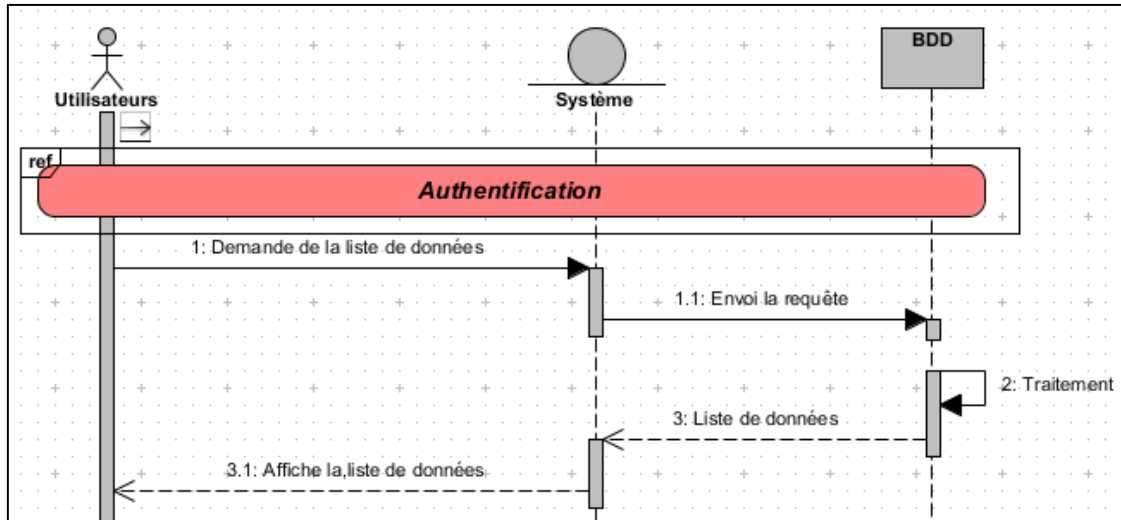 BDD
Utilisateurs
Système
ref
Authentification
1: Demande de la liste de données
1.1: Envoi la requête
2: Traitement
3: Liste de données
3.1: Affiche la,liste de données